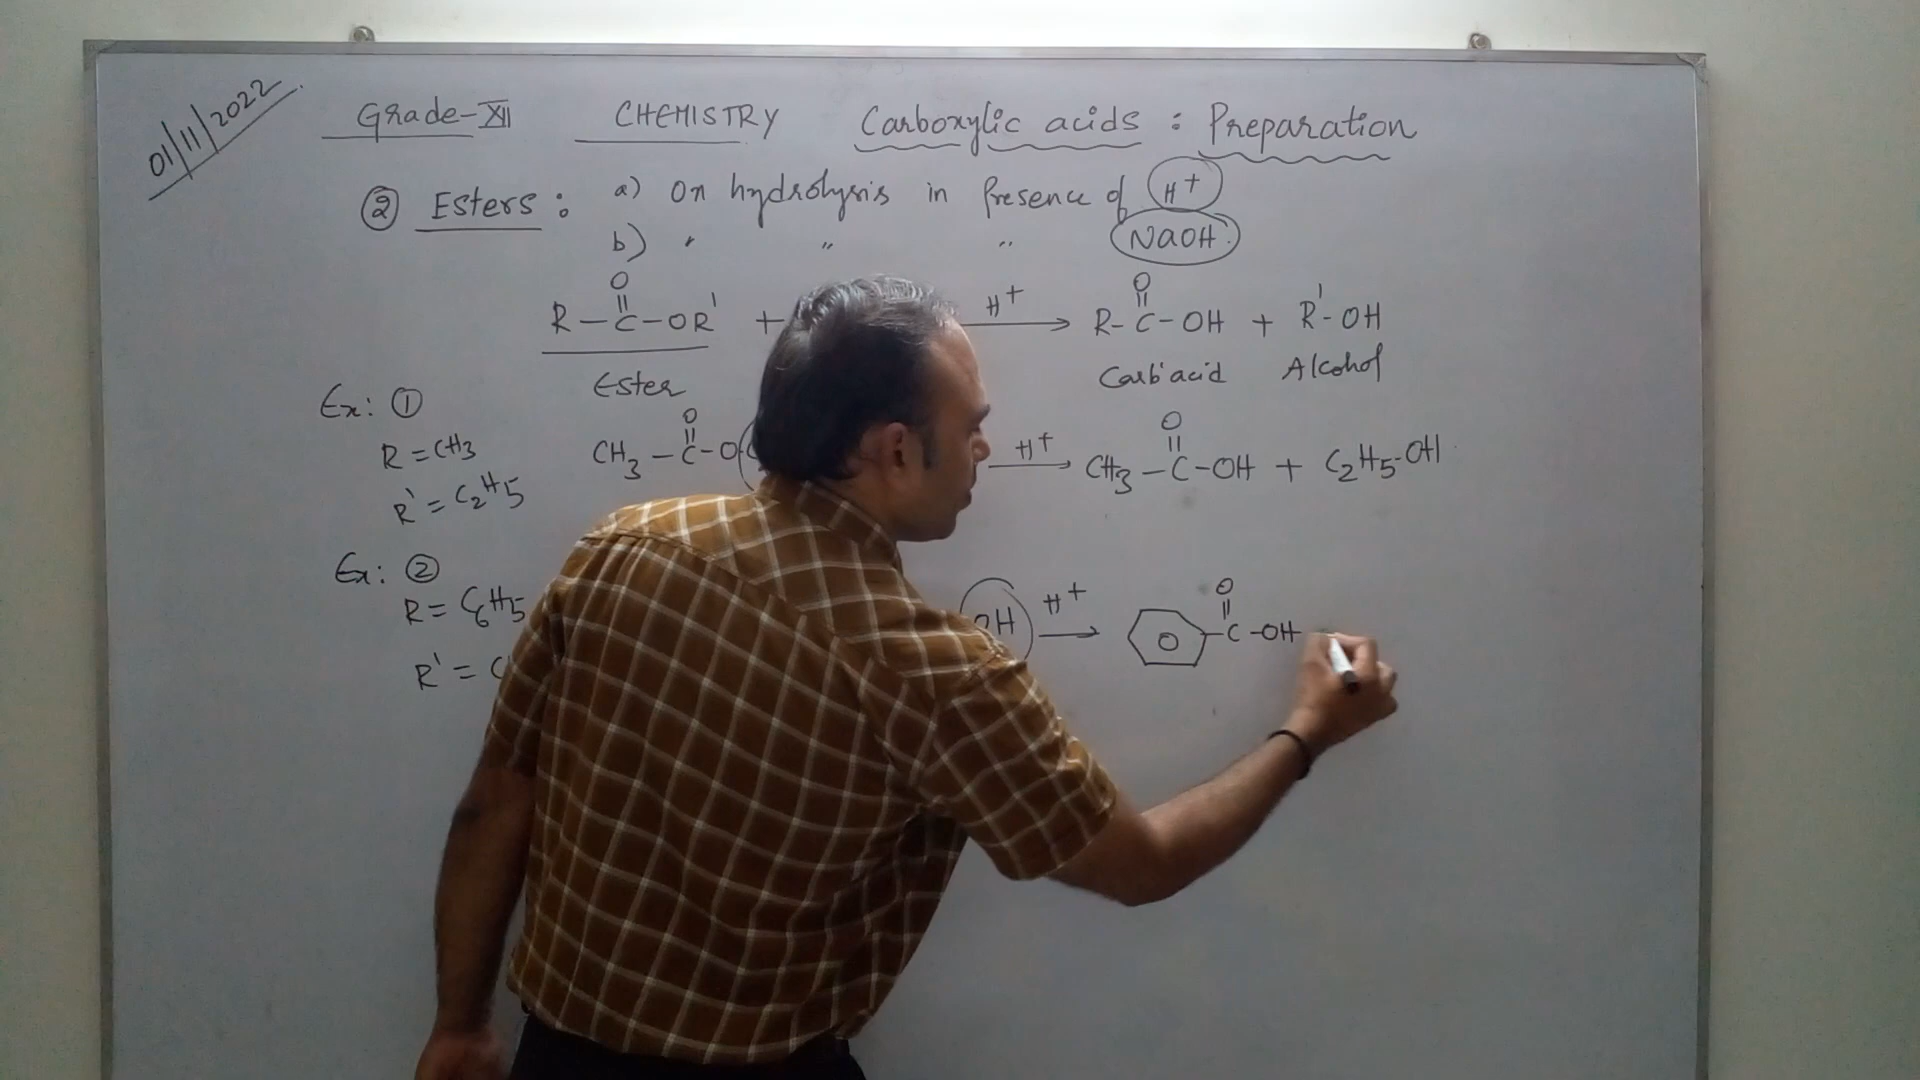 01/11/2022
Grade-XII CHEMISTRY Carboxylic acids : Preparation
② Esters : a) On hydrolysis in Presence of H⁺
b) " " " NaOH
O O
|| ||
R-C-OR' + H⁺ → R-C-OH + R'-OH
Ester Carb'acid Alcohol
Ex: ①
O O
|| ||
R=CH₃ CH₃-C-O H⁺ → CH₃-C-OH + C₂H₅-OH
R'=C₂H₅
Ex: ②
O
||
R=C₆H₅ OH H⁺ → C-OH
R'=C